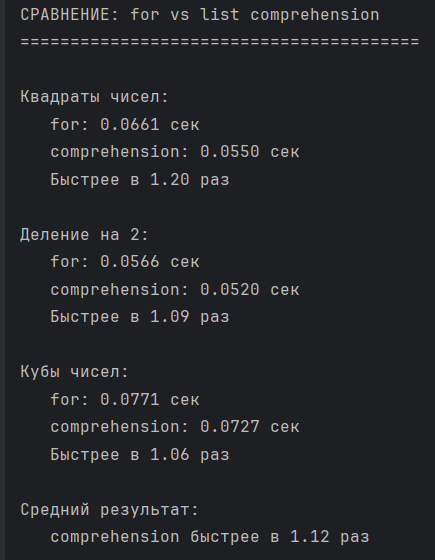 СРАВНЕНИЕ: for vs list comprehension
========================================
Квадраты чисел:
for: 0.0661 сек
comprehension: 0.0550 сек
Быстрее в 1.20 раз
Деление на 2:
for: 0.0566 сек
comprehension: 0.0520 сек
Быстрее в 1.09 раз
Кубы чисел:
for: 0.0771 сек
comprehension: 0.0727 сек
Быстрее в 1.06 раз
Средний результат:
comprehension быстрее в 1.12 раз